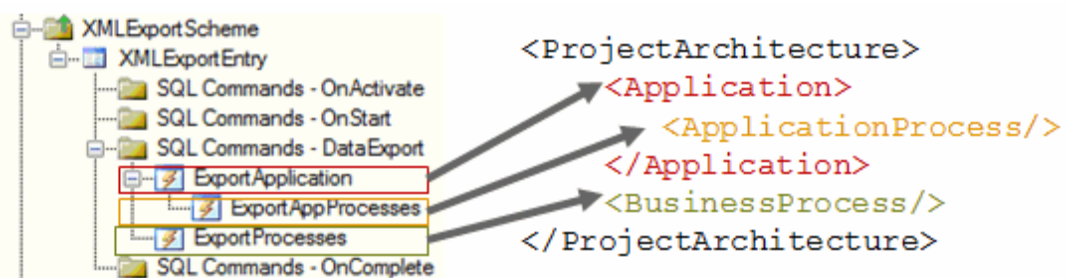 XMLExportScheme
XMLExportEntry
SQL Commands - OnActivate
SQL Commands - OnStart
SQL Commands - DataExport
ExportApplication
ExportAppProcesses
ExportProcesses
SQL Commands - OnComplete
<ProjectArchitecture>
<Application>
<ApplicationProcess/>
</Application>
<BusinessProcess/>
</ProjectArchitecture>